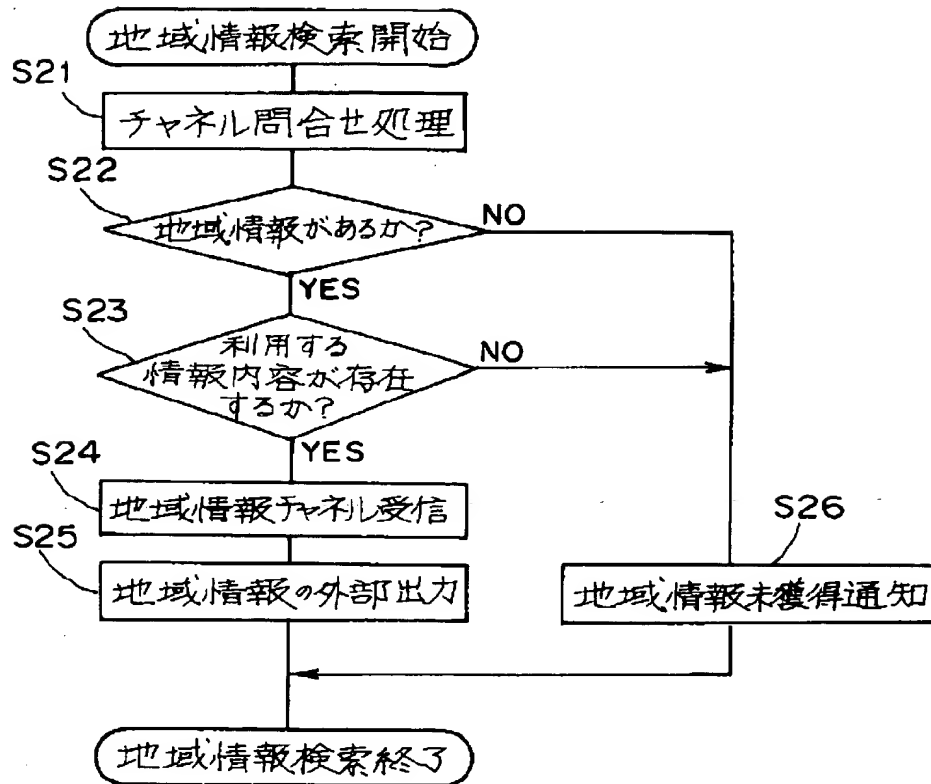 地域情報検索開始
S21
チャネル問合せ処理
S22
地域情報があるか?
NO
YES
S23
利用する
情報内容が存在
するか?
NO
YES
S24
地域情報チャネル受信
S25
地域情報の外部出力
S26
地域情報未獲得通知
地域情報検索終了